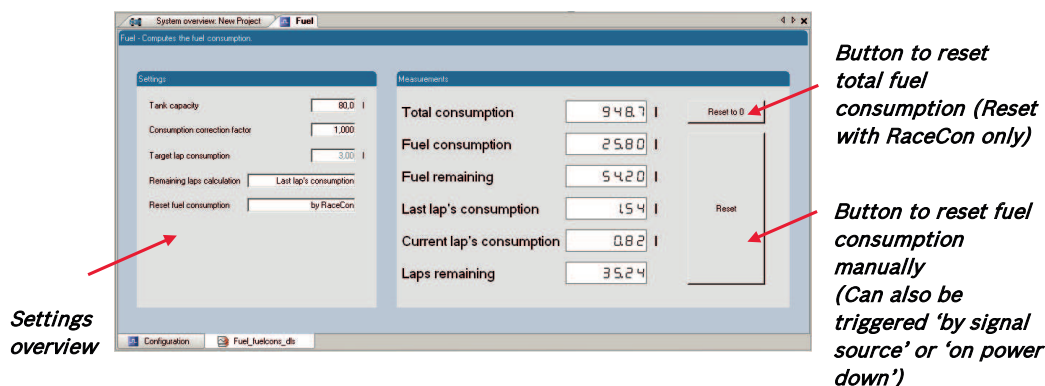 System overview: New Project
Fuel
Fuel - Computes the fuel consumption.
Settings
Tank capacity 80,0 l
Consumption correction factor 1,000
Target lap consumption 3,00 l
Remaining laps calculation Last lap's consumption
Reset fuel consumption by RaceCon
Measurements
Total consumption 948.7 l
Reset to 0
Fuel consumption 25.80 l
Fuel remaining 54.20 l
Last lap's consumption 1.54 l
Reset
Current lap's consumption 0.82 l
Laps remaining 35.24
Configuration
Fuel_fuelcons_dls
Button to reset
total fuel
consumption (Reset
with RaceCon only)
Button to reset fuel
consumption
manually
(Can also be
triggered ‘by signal
source’ or ‘on power
down’)
Settings
overview